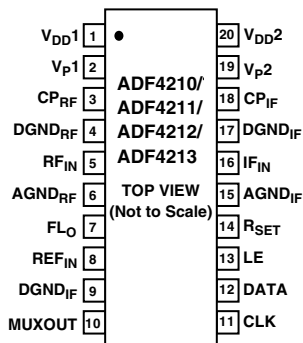 VDD1 1 20 VDD2
VP1 2 19 VP2
CPRF 3 18 CPIF
DGNDRF 4 17 DGNDIF
RFIN 5 16 IFIN
AGNDRF 6 15 AGNDIF
FLO 7 14 RSET
REFIN 8 13 LE
DGNDIF 9 12 DATA
MUXOUT 10 11 CLK
ADF4210/
ADF4211/
ADF4212/
ADF4213
TOP VIEW
(Not to Scale)